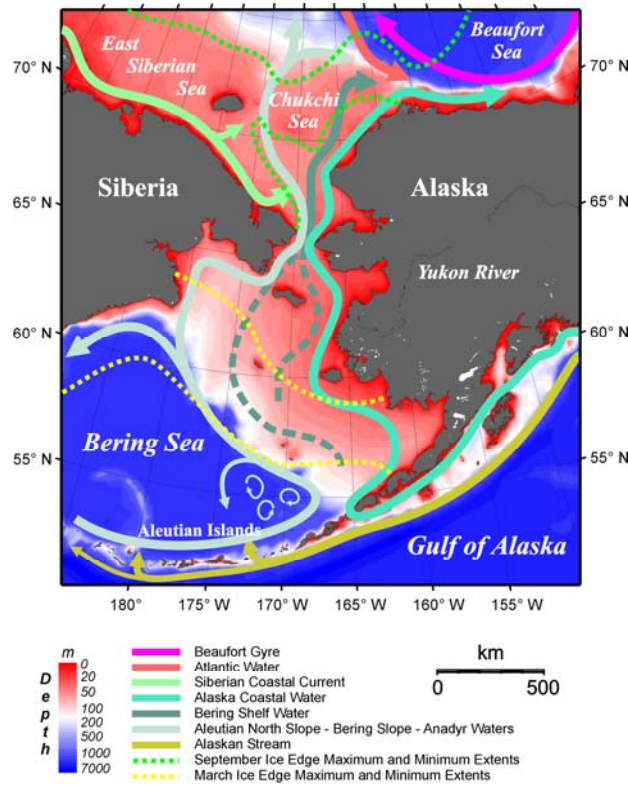 East
Siberian
Sea
Beaufort
Sea
Chukchi
Sea
70° N
70° N
Siberia
Alaska
65° N
65° N
Yukon River
60° N
60° N
Bering Sea
55° N
55° N
Aleutian Islands
Gulf of Alaska
180° 175° W 170° W 165° W 160° W 155° W
m
Depth
0
20
50
100
200
500
1000
7000
Beaufort Gyre
Atlantic Water
Siberian Coastal Current
Alaska Coastal Water
Bering Shelf Water
Aleutian North Slope - Bering Slope - Anadyr Waters
Alaskan Stream
September Ice Edge Maximum and Minimum Extents
March Ice Edge Maximum and Minimum Extents
km
0 500